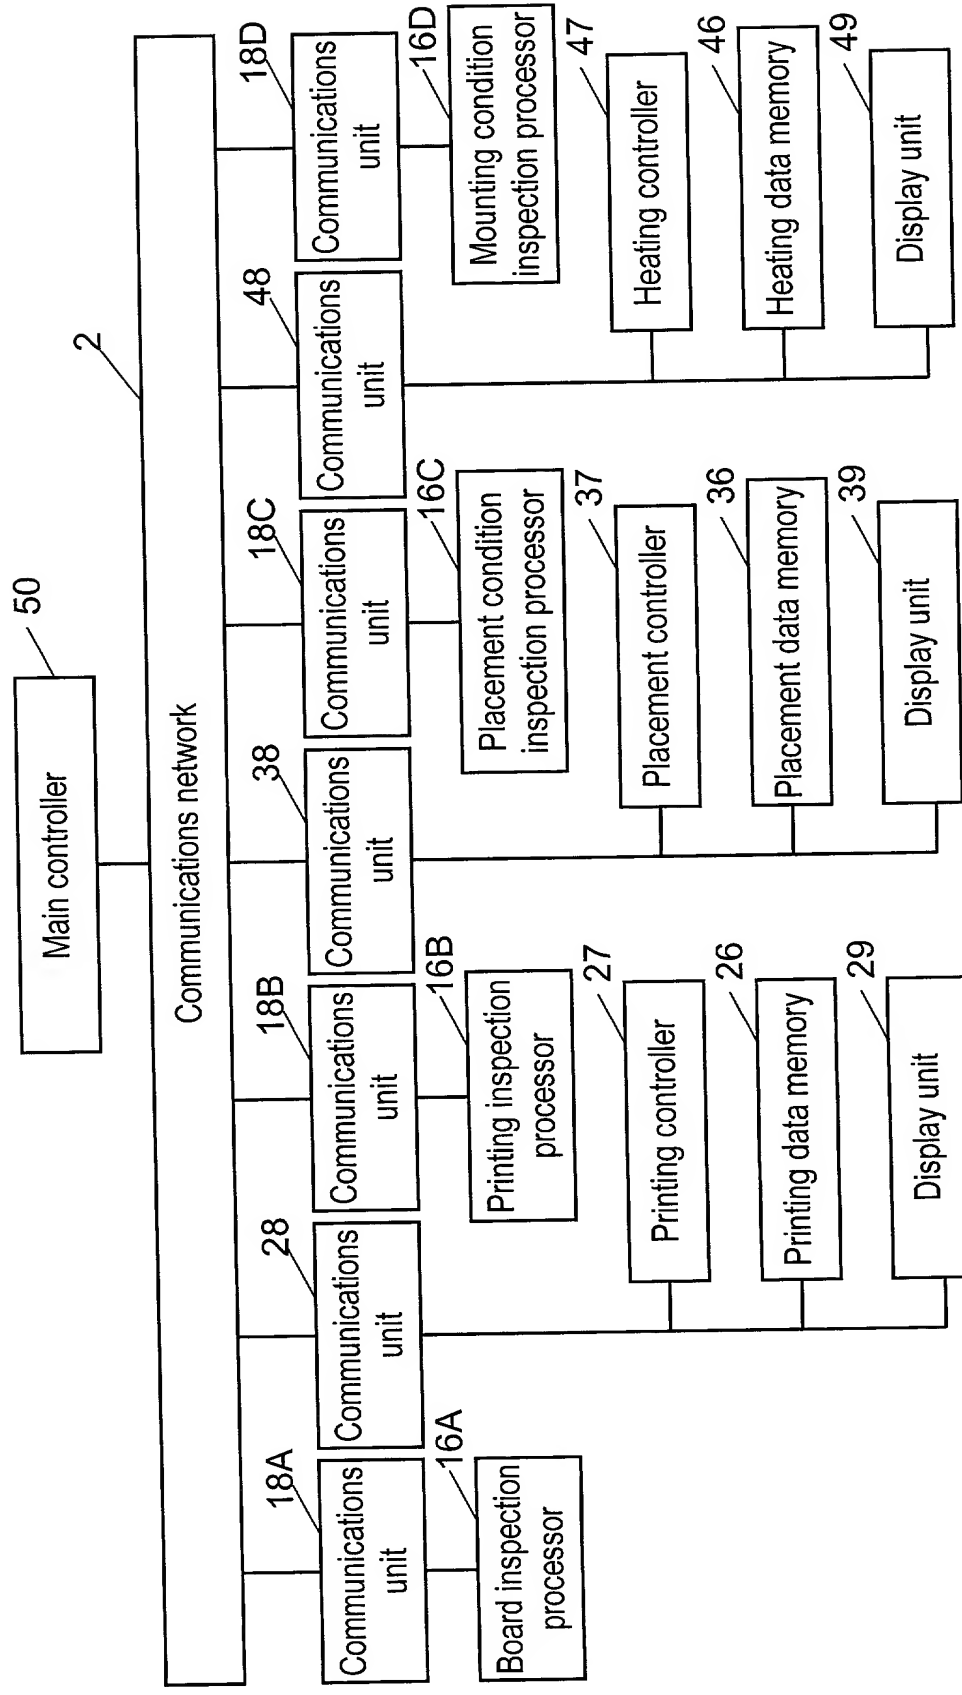 Main controller
50
2
Communications network
18A
28
18B
38
18C
48
18D
Communications
unit
Communications
unit
Communications
unit
Communications
unit
Communications
unit
Communications
unit
Communications
unit
16A
16B
16C
16D
Board inspection
processor
Printing inspection
processor
Placement condition
inspection processor
Mounting condition
inspection processor
27
37
47
Printing controller
Placement controller
Heating controller
26
36
46
Printing data memory
Placement data memory
Heating data memory
29
39
49
Display unit
Display unit
Display unit